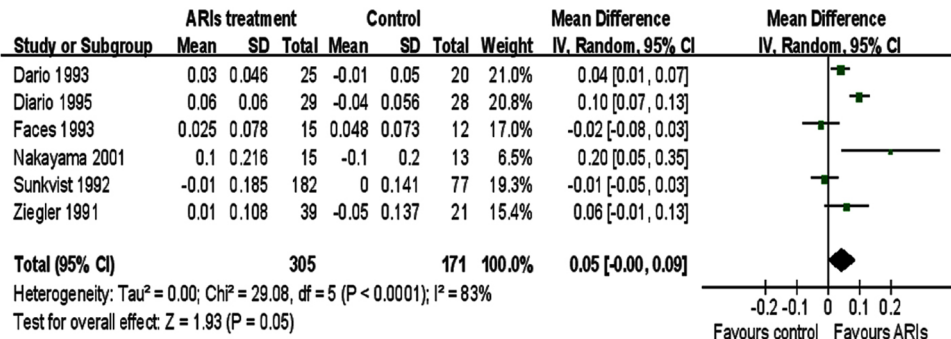 ARIs treatment Control Mean Difference Mean Difference
Study or Subgroup Mean SD Total Mean SD Total Weight IV, Random, 95% CI IV, Random, 95% CI
Dario 1993 0.03 0.046 25 -0.01 0.05 20 21.0% 0.04 [0.01, 0.07]
Diario 1995 0.06 0.06 29 -0.04 0.056 28 20.8% 0.10 [0.07, 0.13]
Faces 1993 0.025 0.078 15 0.048 0.073 12 17.0% -0.02 [-0.08, 0.03]
Nakayama 2001 0.1 0.216 15 -0.1 0.2 13 6.5% 0.20 [0.05, 0.35]
Sunkvist 1992 -0.01 0.185 182 0 0.141 77 19.3% -0.01 [-0.05, 0.03]
Ziegler 1991 0.01 0.108 39 -0.05 0.137 21 15.4% 0.06 [-0.01, 0.13]
Total (95% CI) 305 171 100.0% 0.05 [-0.00, 0.09]
Heterogeneity: Tau² = 0.00; Chi² = 29.08, df = 5 (P < 0.0001); I² = 83%
Test for overall effect: Z = 1.93 (P = 0.05)
-0.2 -0.1 0 0.1 0.2
Favours control Favours ARIs